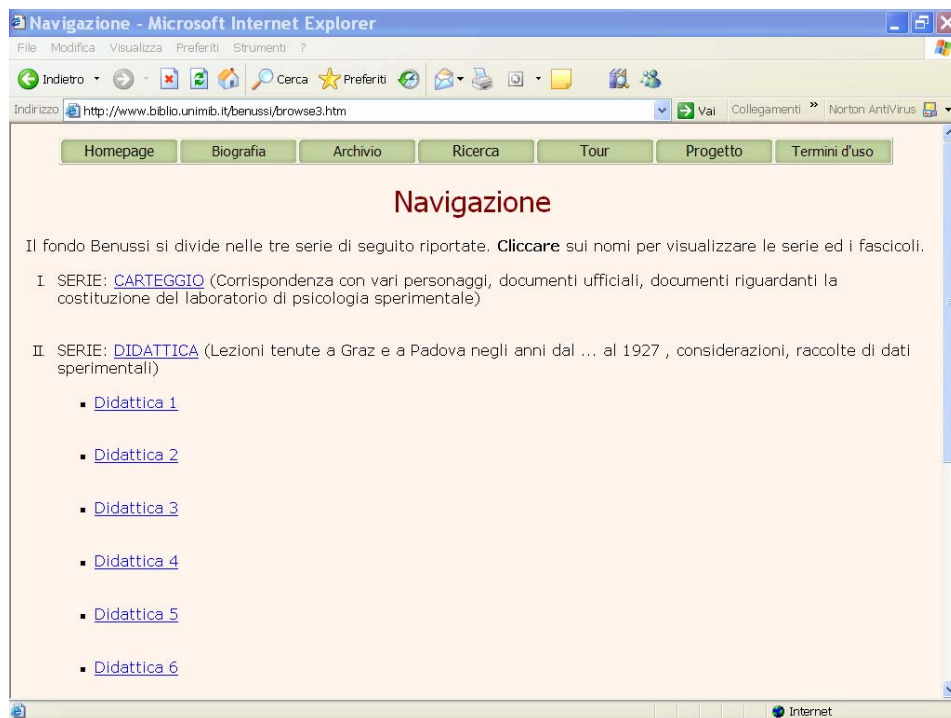 Navigazione - Microsoft Internet Explorer
File Modifica Visualizza Preferiti Strumenti ?
Indietro Cerca Preferiti
Indirizzo http://www.biblio.unimib.it/benussi/browse3.htm Vai Collegamenti » Norton AntiVirus
Homepage Biografia Archivio Ricerca Tour Progetto Termini d'uso
Navigazione
Il fondo Benussi si divide nelle tre serie di seguito riportate. Cliccare sui nomi per visualizzare le serie ed i fascicoli.
I SERIE: CARTEGGIO (Corrispondenza con vari personaggi, documenti ufficiali, documenti riguardanti la
costituzione del laboratorio di psicologia sperimentale)
II SERIE: DIDATTICA (Lezioni tenute a Graz e a Padova negli anni dal ... al 1927 , considerazioni, raccolte di dati
sperimentali)
▪ Didattica 1
▪ Didattica 2
▪ Didattica 3
▪ Didattica 4
▪ Didattica 5
▪ Didattica 6
Internet